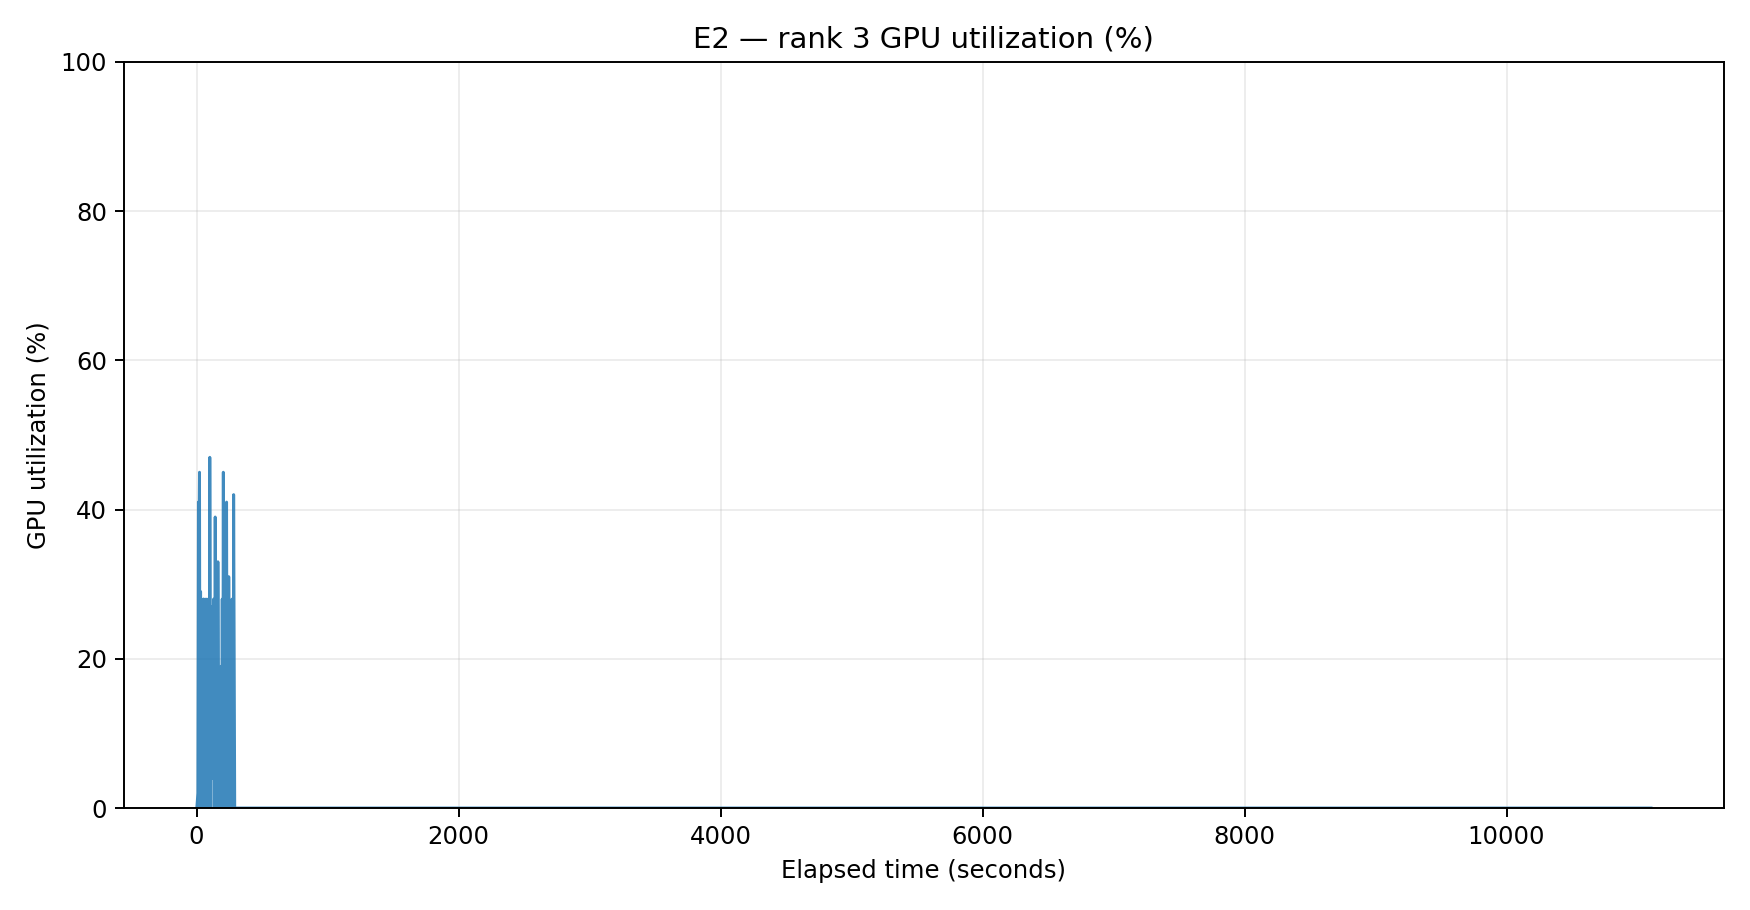 E2 — rank 3 GPU utilization (%)
GPU utilization (%)
100
80
60
40
20
0
0 2000 4000 6000 8000 10000
Elapsed time (seconds)